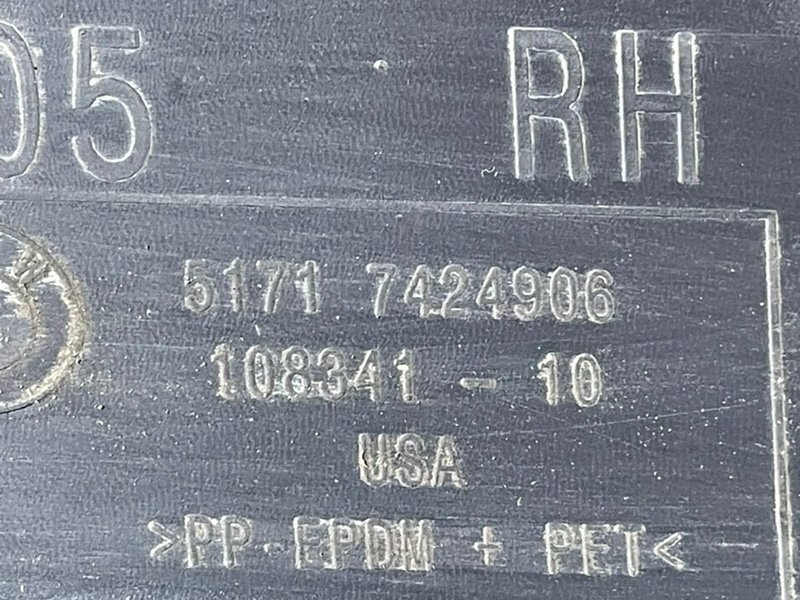 05 RH
W
5171 7424906
108341 - 10
USA
>PP-EPDM + PET<